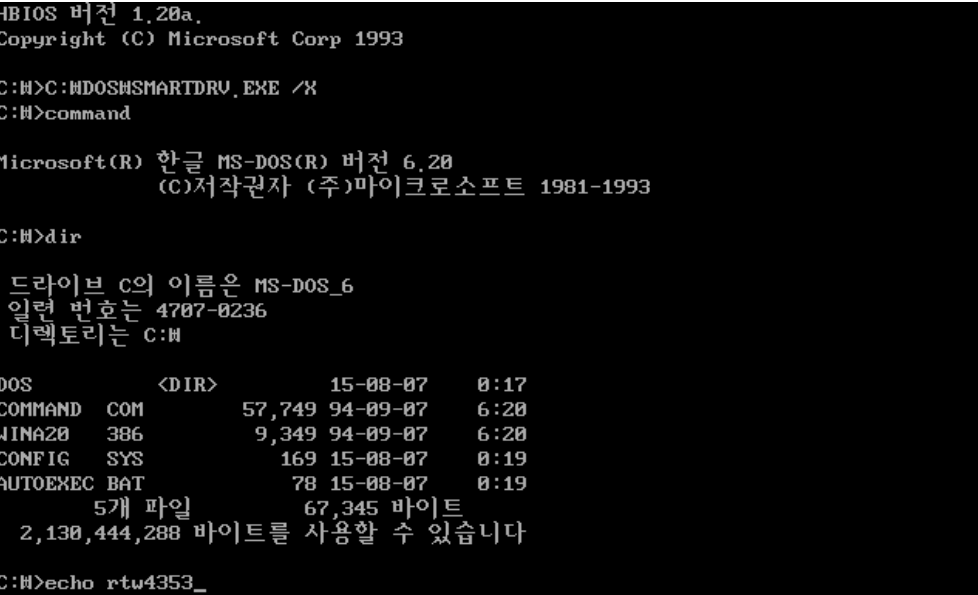 HBIOS 버전 1.20a.
Copyright (C) Microsoft Corp 1993
C:₩>C:₩DOS₩SMARTDRV.EXE /X
C:₩>command
Microsoft(R) 한글 MS-DOS(R) 버전 6.20
(C)저작권자 (주)마이크로소프트 1981-1993
C:₩>dir
드라이브 C의 이름은 MS-DOS_6
일련 번호는 4707-0236
디렉토리는 C:₩
DOS <DIR> 15-08-07 0:17
COMMAND COM 57,749 94-09-07 6:20
WINA20 386 9,349 94-09-07 6:20
CONFIG SYS 169 15-08-07 0:19
AUTOEXEC BAT 78 15-08-07 0:19
5개 파일 67,345 바이트
2,130,444,288 바이트를 사용할 수 있습니다
C:₩>echo rtw4353_